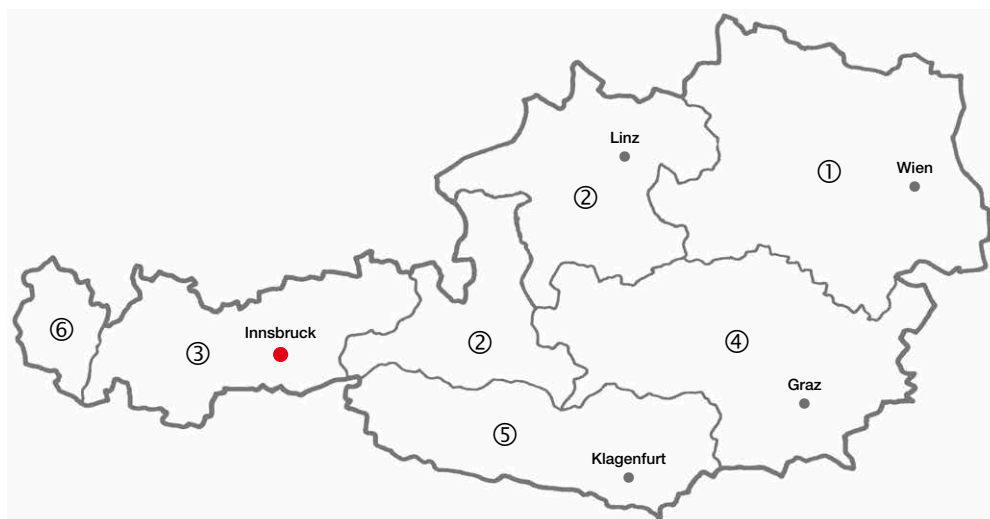 Linz
①
Wien
②
⑥
Innsbruck
③
②
④
Graz
⑤
Klagenfurt